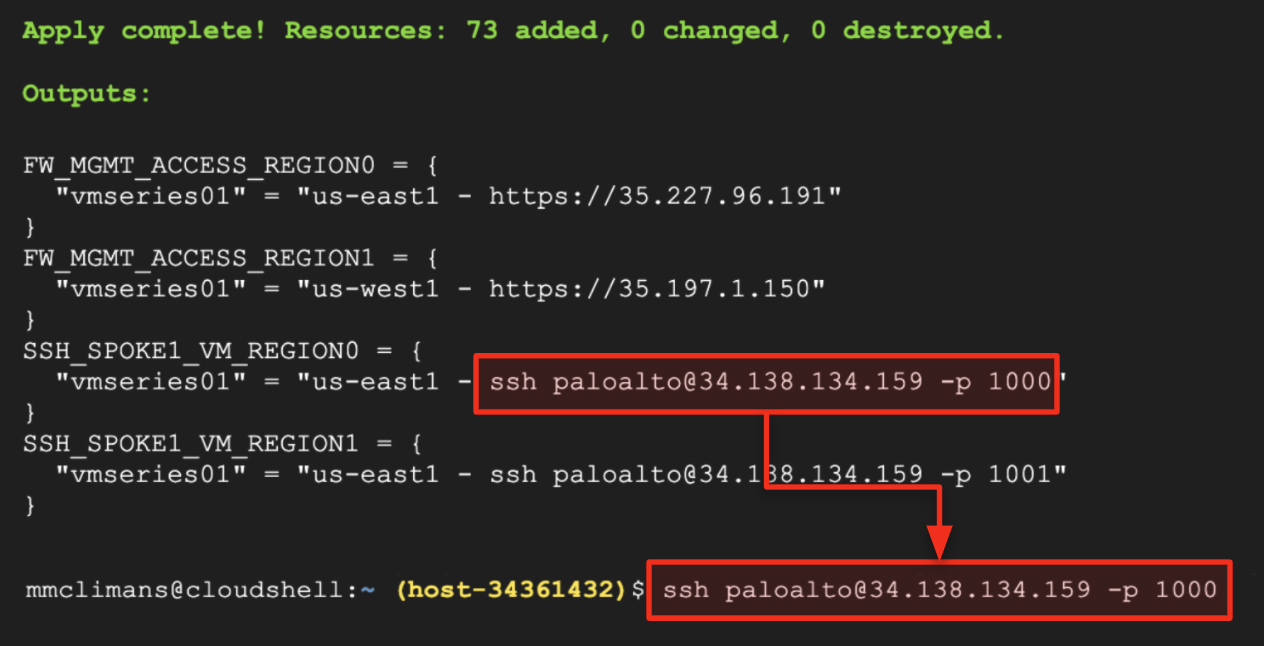 Apply complete! Resources: 73 added, 0 changed, 0 destroyed.
Outputs:
FW_MGMT_ACCESS_REGION0 = {
"vmseries01" = "us-east1 - https://35.227.96.191"
}
FW_MGMT_ACCESS_REGION1 = {
"vmseries01" = "us-west1 - https://35.197.1.150"
}
SSH_SPOKE1_VM_REGION0 = {
"vmseries01" = "us-east1 - ssh paloalto@34.138.134.159 -p 1000"
}
SSH_SPOKE1_VM_REGION1 = {
"vmseries01" = "us-east1 - ssh paloalto@34.138.134.159 -p 1001"
}
mmclimans@cloudshell:~ (host-34361432)$ ssh paloalto@34.138.134.159 -p 1000